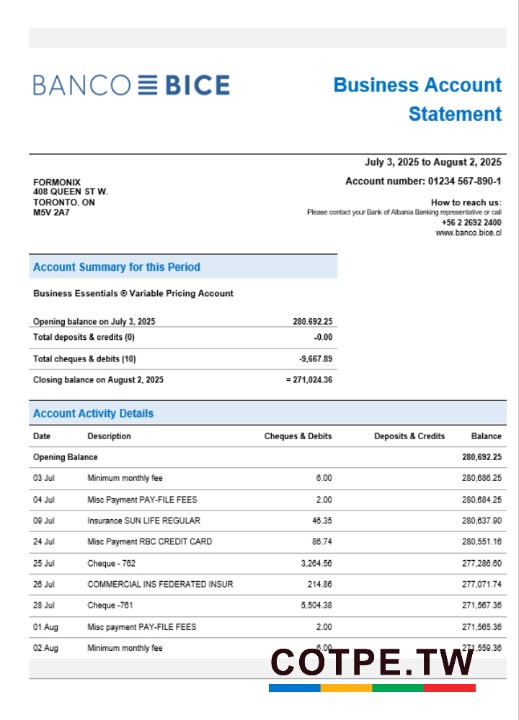 BANCO BICE
Business Account
Statement
July 3, 2025 to August 2, 2025
FORMONIX
408 QUEEN ST W.
TORONTO. ON
M5V 2A7
Account number: 01234 567-890-1
How to reach us:
Please contact your Bank of Albania Banking representative or call
+56 2 2692 2400
www.banco.bice.cl
Account Summary for this Period
Business Essentials ® Variable Pricing Account
Opening balance on July 3, 2025 280.692.25
Total deposits & credits (0) -0.00
Total cheques & debits (10) -9,667.89
Closing balance on August 2, 2025 = 271,024.36
Account Activity Details
Date Description Cheques & Debits Deposits & Credits Balance
Opening Balance 280,692.25
03 Jul Minimum monthly fee 6.00 280,686.25
04 Jul Misc Payment PAY-FILE FEES 2.00 280,684.25
09 Jul Insurance SUN LIFE REGULAR 46.35 280,637.90
24 Jul Misc Payment RBC CREDIT CARD 86.74 280,551.16
25 Jul Cheque - 762 3,264.56 277,286.60
26 Jul COMMERCIAL INS FEDERATED INSUR 214.86 277,071.74
28 Jul Cheque -761 5,504.38 271,567.36
01 Aug Misc payment PAY-FILE FEES 2.00 271,565.36
02 Aug Minimum monthly fee 6.00 271,559.36
COTPE.TW